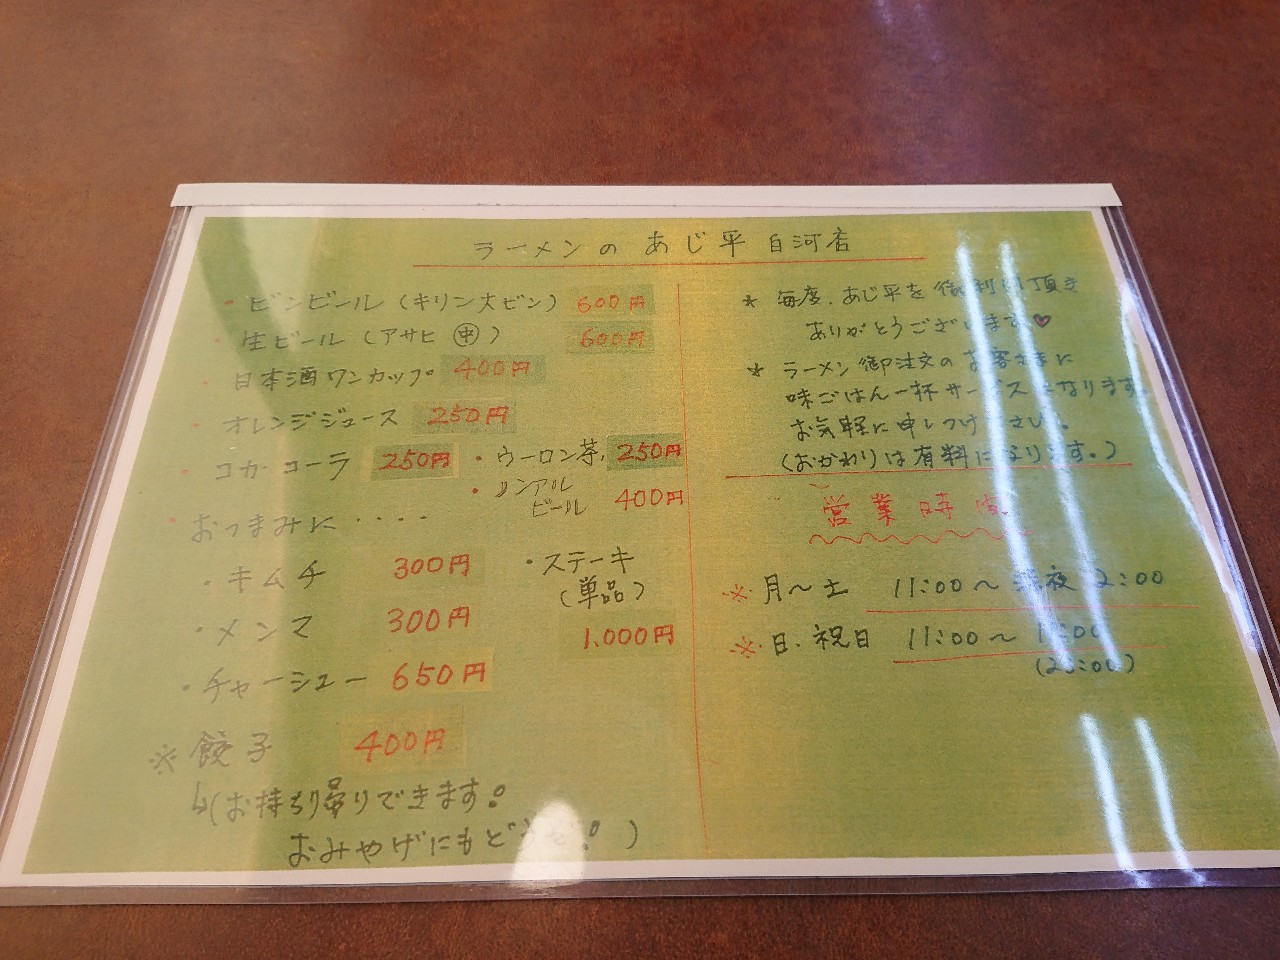 ラーメンの あじ平 白河店
・ビンビール (キリン大ビン) 600円
生ビール (アサヒ ㊥) 600円
・日本酒ワンカップ 400円
・オレンジジュース 250円
・コカ・コーラ 250円 ・ウーロン茶 250円
・ノンアル
ビール 400円
・おつまみに・・・・
・キムチ 300円
・メンマ 300円
・チャーシュー 650円
・ステーキ
(単品)
1,000円
※餃子 400円
↳(お持ち帰りできます。
おみやげにもどうぞ! )
* 毎度、あじ平を御利用頂き
ありがとうございます♥
* ラーメン御注文のお客さまに
味ごはん一杯サービスになります。
お気軽に申しつけ下さい。
(おかわりは有料になります。)
営業時間
※月〜土 11:00〜深夜 2:00
※日・祝日 11:00〜